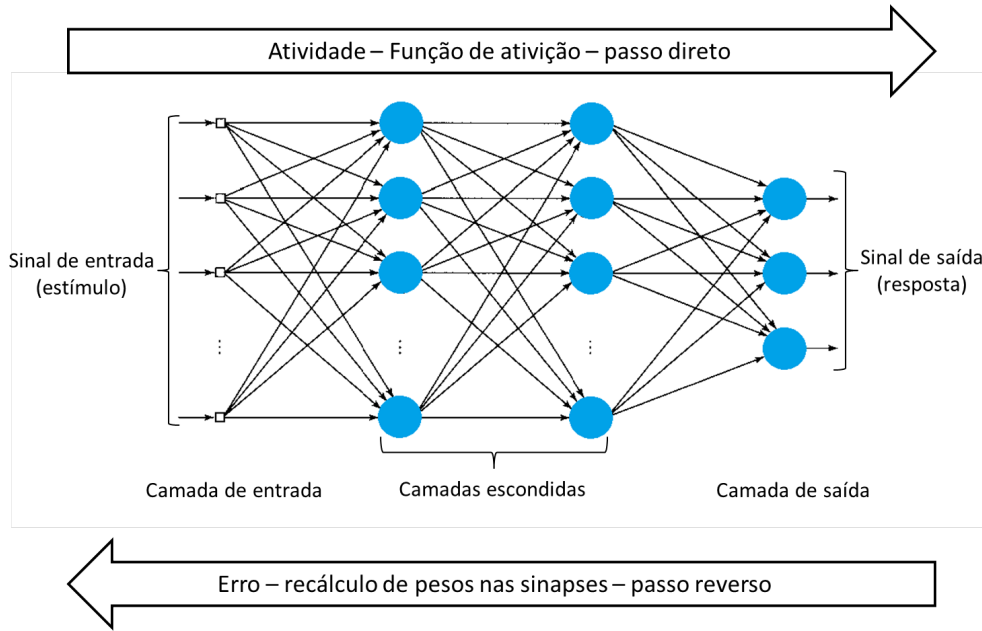 Atividade – Função de ativição – passo direto
Sinal de entrada
(estímulo)
Sinal de saída
(resposta)
Camada de entrada
Camadas escondidas
Camada de saída
Erro – recálculo de pesos nas sinapses – passo reverso